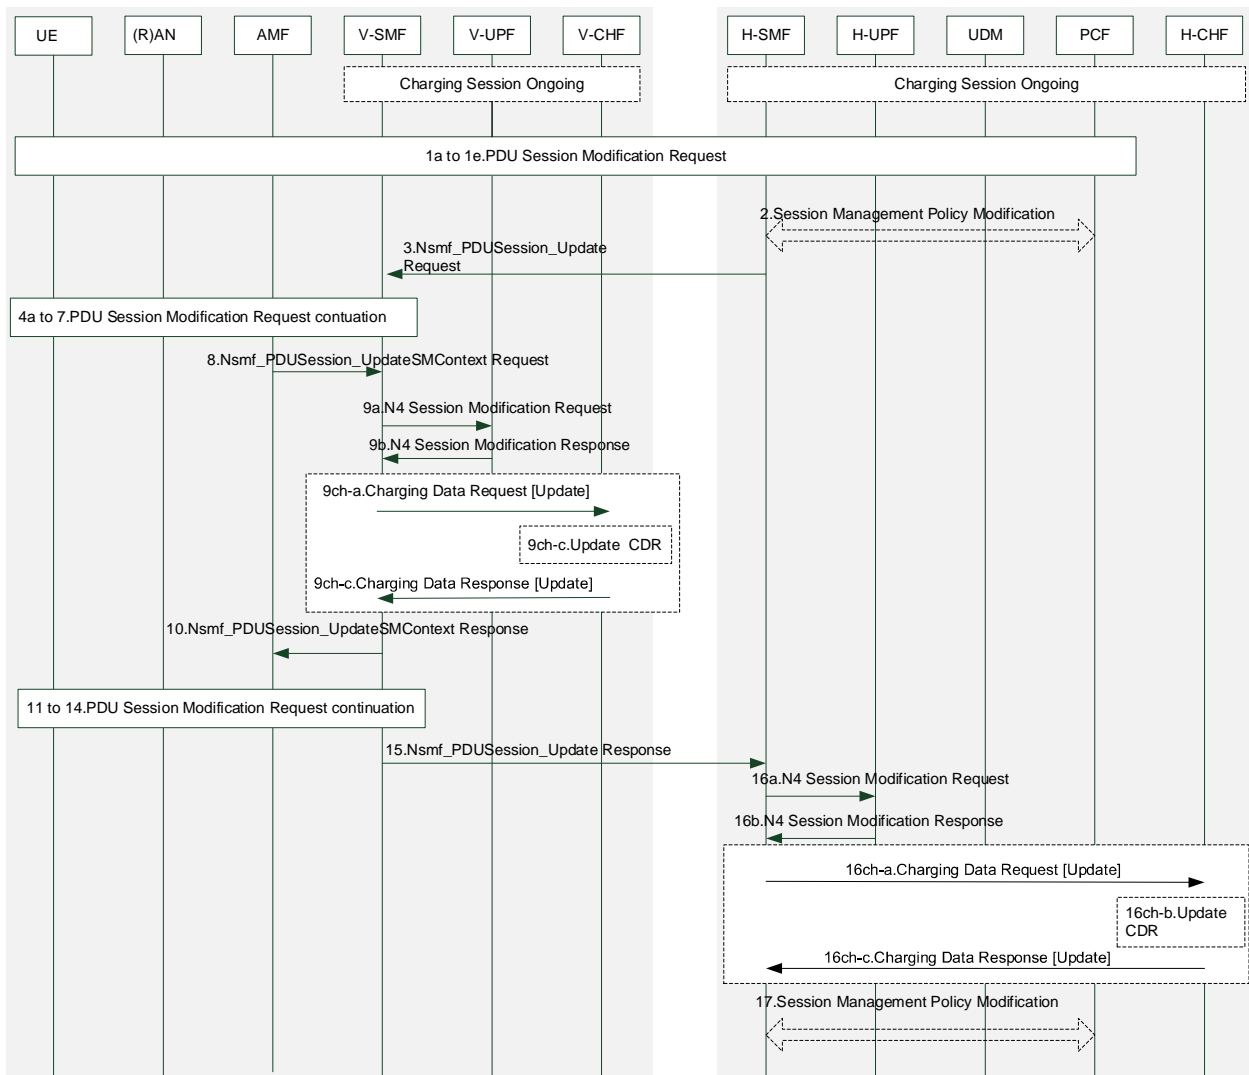 UE
(R)AN
AMF
V-SMF
V-UPF
V-CHF
H-SMF
H-UPF
UDM
PCF
H-CHF
Charging Session Ongoing
Charging Session Ongoing
1a to 1e.PDU Session Modification Request
2.Session Management Policy Modification
3.Nsmf_PDUSession_Update
Request
4a to 7.PDU Session Modification Request contuation
8.Nsmf_PDUSession_UpdateSMContext Request
9a.N4 Session Modification Request
9b.N4 Session Modification Response
9ch-a.Charging Data Request [Update]
9ch-c.Update CDR
9ch-c.Charging Data Response [Update]
10.Nsmf_PDUSession_UpdateSMContext Response
11 to 14.PDU Session Modification Request continuation
15.Nsmf_PDUSession_Update Response
16a.N4 Session Modification Request
16b.N4 Session Modification Response
16ch-a.Charging Data Request [Update]
16ch-b.Update
CDR
16ch-c.Charging Data Response [Update]
17.Session Management Policy Modification